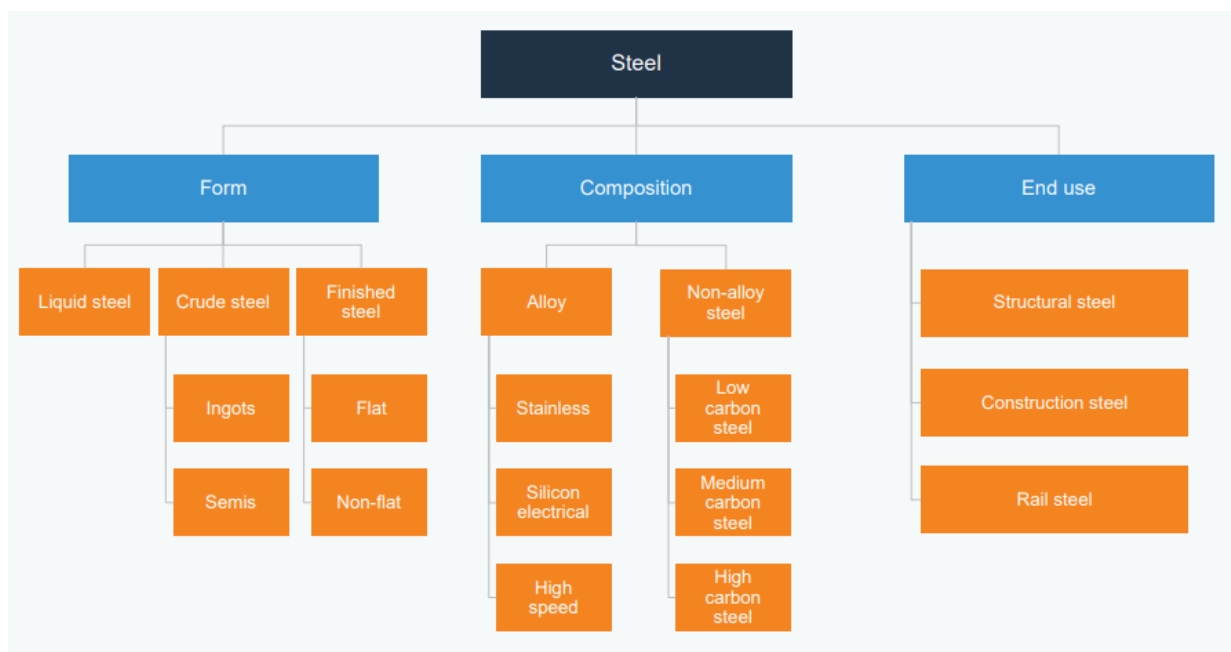 Steel
Form
Composition
End use
Liquid steel
Crude steel
Finished
steel
Alloy
Non-alloy
steel
Structural steel
Ingots
Flat
Stainless
Low
carbon
steel
Construction steel
Semis
Non-flat
Silicon
electrical
Medium
carbon
steel
Rail steel
High
speed
High
carbon
steel